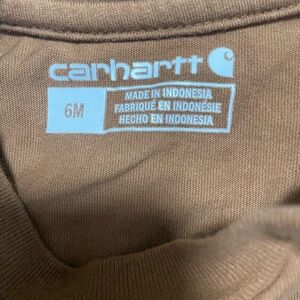 carhartt
6M
MADE IN INDONESIA
FABRIQUÉ EN INDONÉSIE
HECHO EN INDONESIA